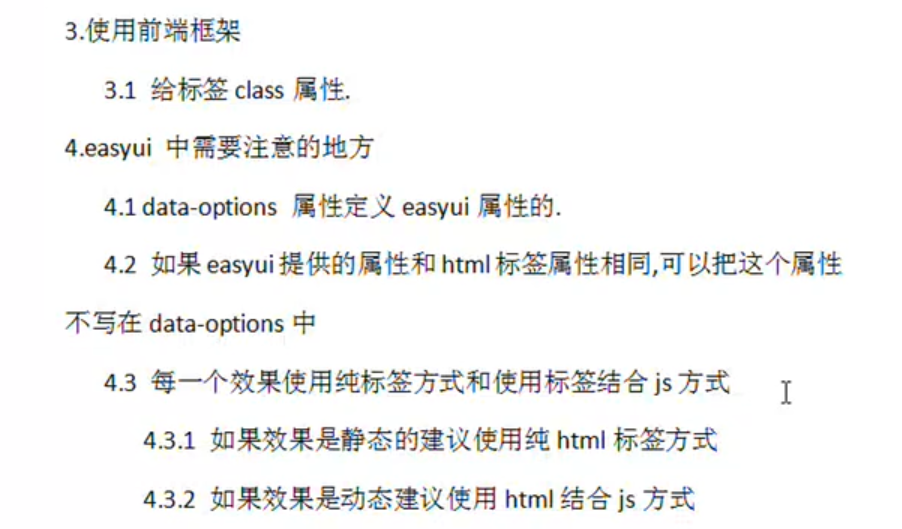 3.使用前端框架
3.1 给标签 class 属性.
4.easyui 中需要注意的地方
4.1 data-options 属性定义 easyui 属性的.
4.2 如果 easyui 提供的属性和 html 标签属性相同,可以把这个属性
不写在 data-options 中
4.3 每一个效果使用纯标签方式和使用标签结合 js 方式
4.3.1 如果效果是静态的建议使用纯 html 标签方式
4.3.2 如果效果是动态建议使用 html 结合 js 方式